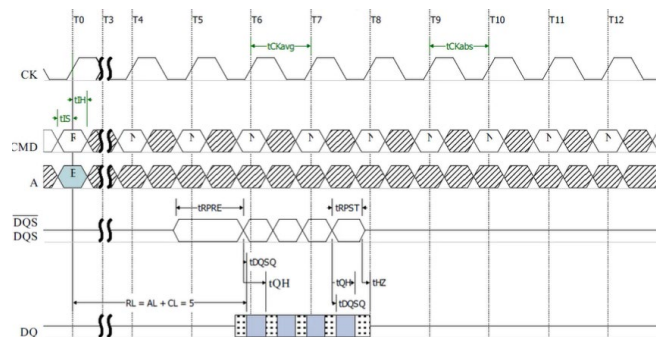 T0 T3 T4 T5 T6 T7 T8 T9 T10 T11 T12
tCKavg tCKabs
CK
tIH
tIS
CMD
A
tRPRE tRPST
DQS
DQS
tDQSQ
tQH tQH tHZ
tDQSQ
RL = AL + CL = 5
DQ